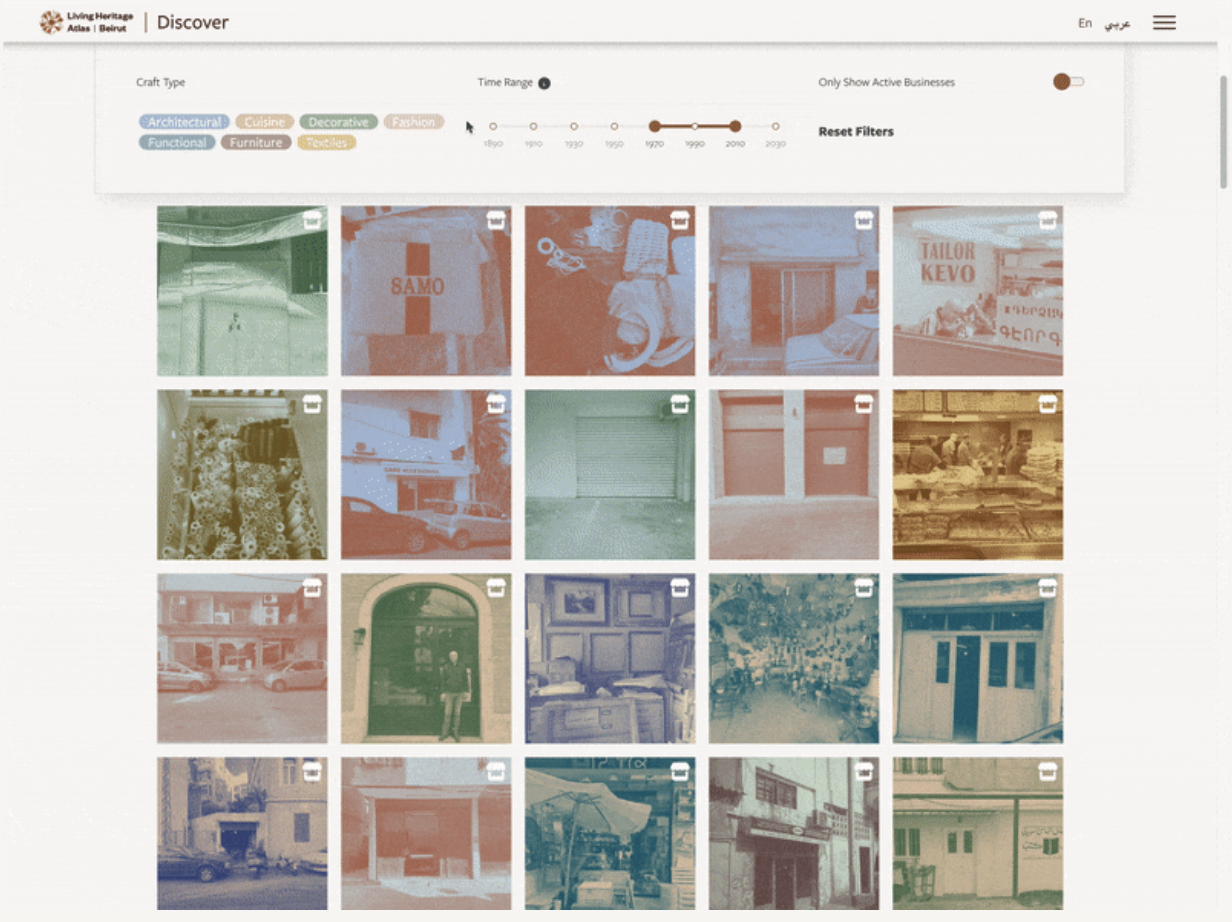 Living Heritage
Atlas | Beirut
Discover
En عربي
Craft Type
Time Range
Only Show Active Businesses
Architectural Cuisine Decorative Fashion
Functional Furniture Textiles
1890 1910 1930 1950 1970 1990 2010 2030
Reset Filters
SAMO
TAILOR
KEVO